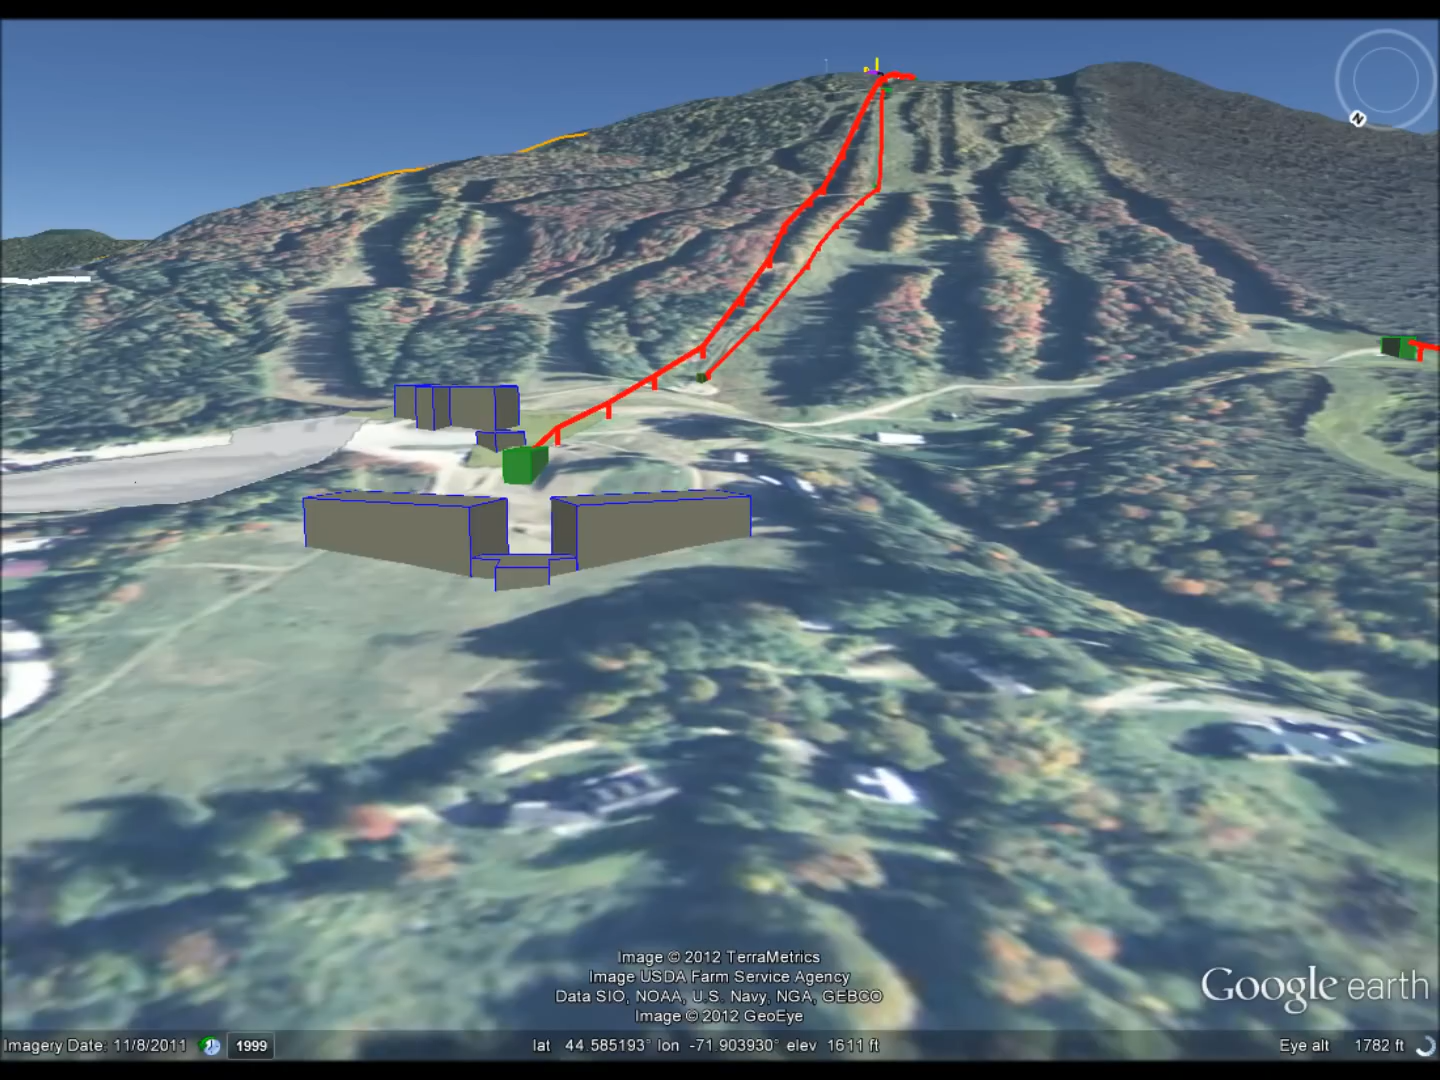 N
Image © 2012 TerraMetrics
Image USDA Farm Service Agency
Data SIO, NOAA, U.S. Navy, NGA, GEBCO
Image © 2012 GeoEye
Google earth
Imagery Date: 11/8/2011 1999 lat 44.585193° lon -71.903930° elev 1611 ft Eye alt 1782 ft